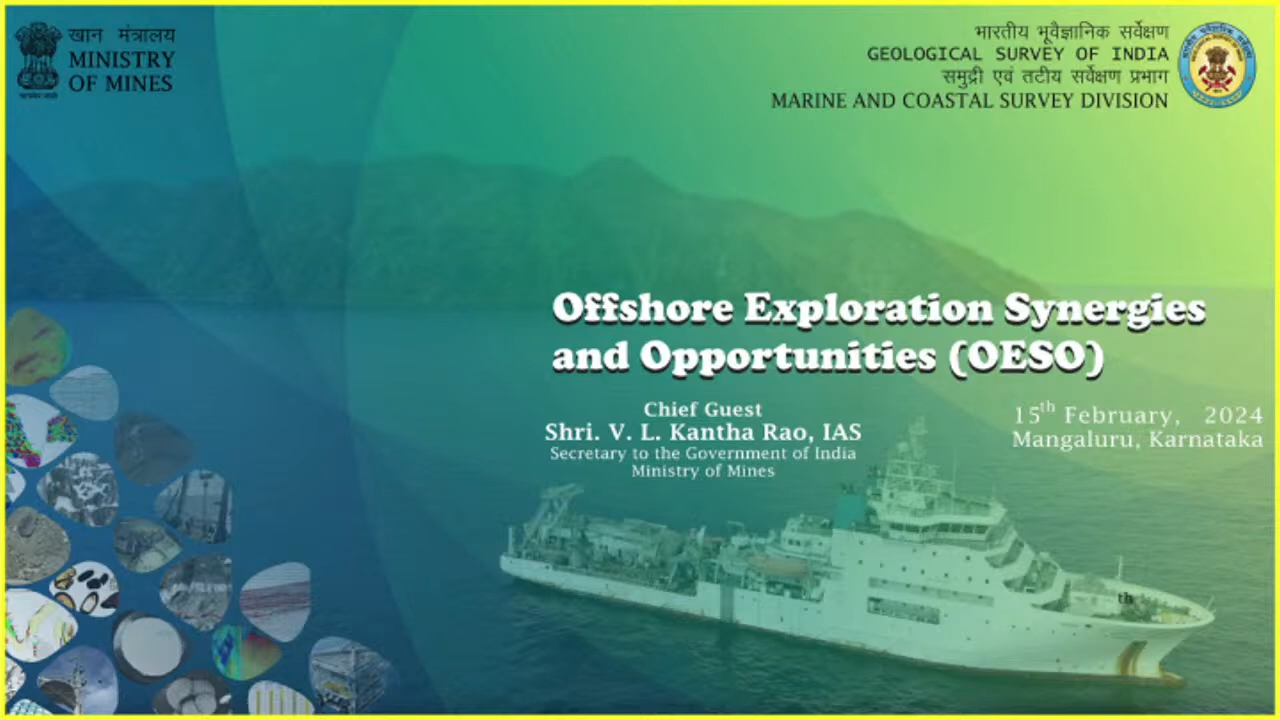 खान मंत्रालय
MINISTRY
OF MINES
भारतीय भूवैज्ञानिक सर्वेक्षण
GEOLOGICAL SURVEY OF INDIA
समुद्री एवं तटीय सर्वेक्षण प्रभाग
MARINE AND COASTAL SURVEY DIVISION
Offshore Exploration Synergies
and Opportunities (OESO)
Chief Guest
Shri. V. L. Kantha Rao, IAS
Secretary to the Government of India
Ministry of Mines
15th February, 2024
Mangaluru, Karnataka
th